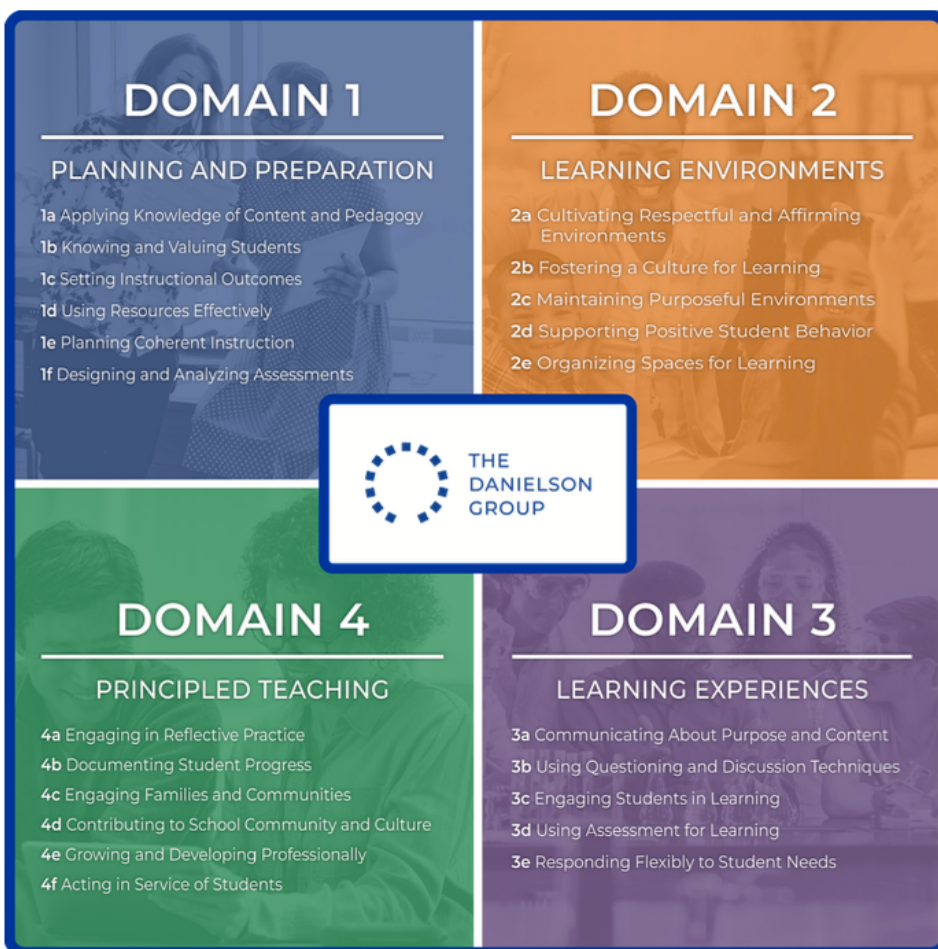 DOMAIN 1
PLANNING AND PREPARATION
1a Applying Knowledge of Content and Pedagogy
1b Knowing and Valuing Students
1c Setting Instructional Outcomes
1d Using Resources Effectively
1e Planning Coherent Instruction
1f Designing and Analyzing Assessments
DOMAIN 2
LEARNING ENVIRONMENTS
2a Cultivating Respectful and Affirming
Environments
2b Fostering a Culture for Learning
2c Maintaining Purposeful Environments
2d Supporting Positive Student Behavior
2e Organizing Spaces for Learning
THE
DANIELSON
GROUP
DOMAIN 4
PRINCIPLED TEACHING
4a Engaging in Reflective Practice
4b Documenting Student Progress
4c Engaging Families and Communities
4d Contributing to School Community and Culture
4e Growing and Developing Professionally
4f Acting in Service of Students
DOMAIN 3
LEARNING EXPERIENCES
3a Communicating About Purpose and Content
3b Using Questioning and Discussion Techniques
3c Engaging Students in Learning
3d Using Assessment for Learning
3e Responding Flexibly to Student Needs